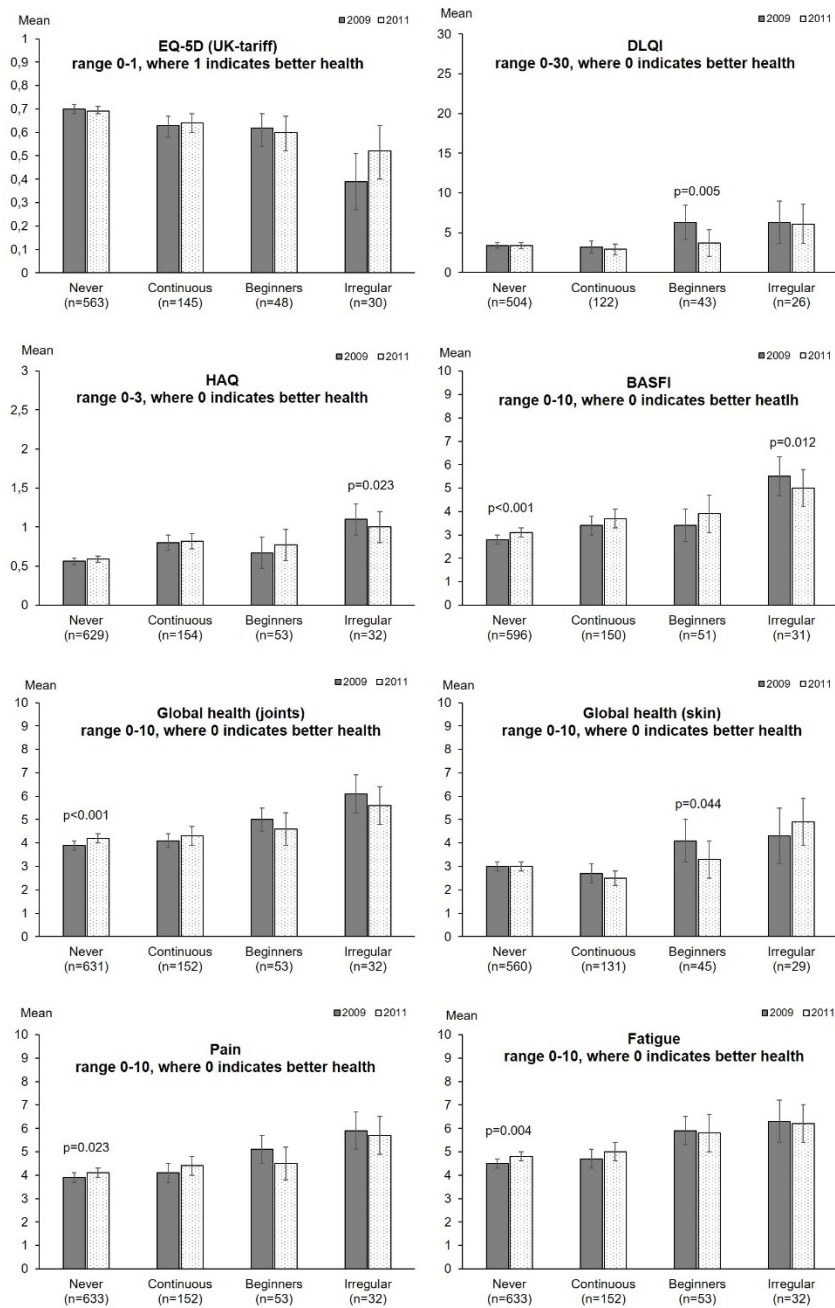 Mean
2009 2011
EQ-5D (UK-tariff)
range 0-1, where 1 indicates better health
1
0,9
0,8
0,7
0,6
0,5
0,4
0,3
0,2
0,1
0
Never Continuous Beginners Irregular
(n=563) (n=145) (n=48) (n=30)
Mean
2009 2011
DLQI
range 0-30, where 0 indicates better health
30
25
20
15
10
5
0
p=0.005
Never Continuous Beginners Irregular
(n=504) (122) (n=43) (n=26)
Mean
2009 2011
HAQ
range 0-3, where 0 indicates better health
3
2,5
2
1,5
1
0,5
0
p=0.023
Never Continuous Beginners Irregular
(n=629) (n=154) (n=53) (n=32)
Mean
2009 2011
BASFI
range 0-10, where 0 indicates better heatlh
10
9
8
7
6
5
4
3
2
1
0
p=0.012
p<0.001
Never Continuous Beginners Irregular
(n=596) (n=150) (n=51) (n=31)
Mean
2009 2011
Global health (joints)
range 0-10, where 0 indicates better health
10
9
8
7
6
5
4
3
2
1
0
p<0.001
Never Continuous Beginners Irregular
(n=631) (n=152) (n=53) (n=32)
Mean
2009 2011
Global health (skin)
range 0-10, where 0 indicates better health
10
9
8
7
6
5
4
3
2
1
0
p=0.044
Never Continuous Beginners Irregular
(n=560) (n=131) (n=45) (n=29)
Mean
2009 2011
Pain
range 0-10, where 0 indicates better health
10
9
8
7
6
5
4
3
2
1
0
p=0.023
Never Continuous Beginners Irregular
(n=633) (n=152) (n=53) (n=32)
Mean
2009 2011
Fatigue
range 0-10, where 0 indicates better health
10
9
8
7
6
5
4
3
2
1
0
p=0.004
Never Continuous Beginners Irregular
(n=633) (n=152) (n=53) (n=32)